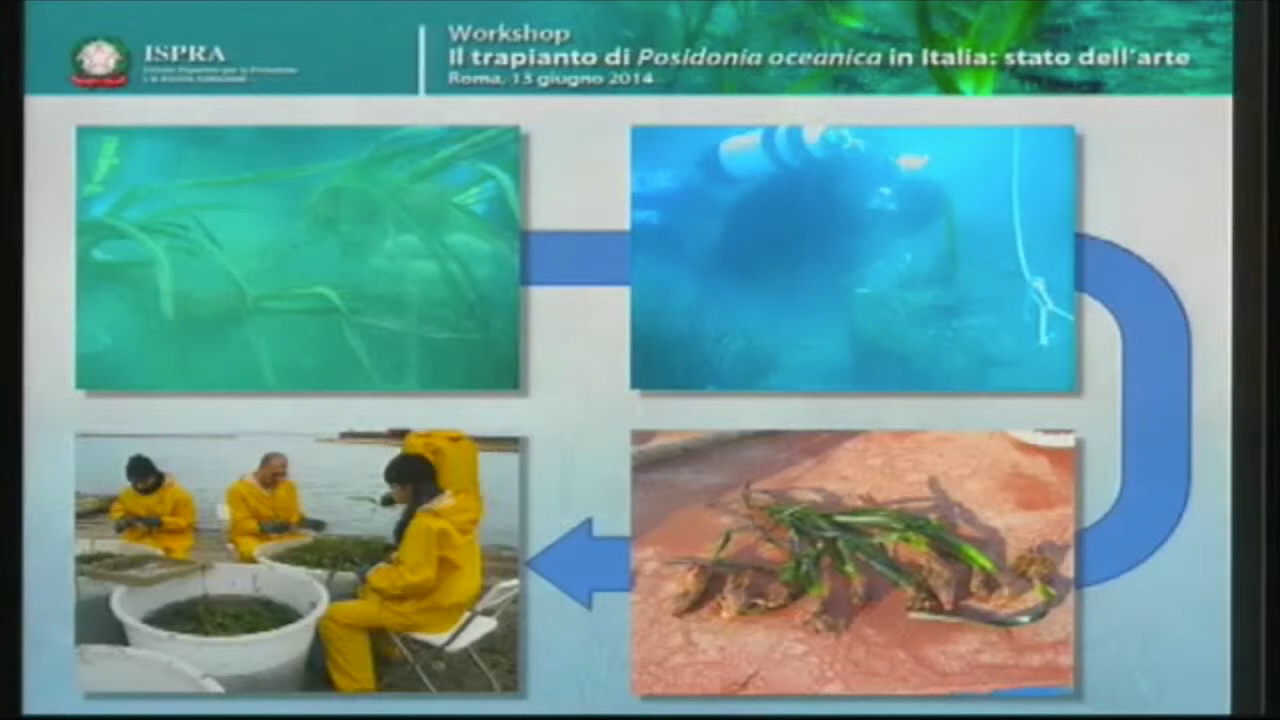 ISPRA
Workshop
Il trapianto di Posidonia oceanica in Italia: stato dell'arte
Roma, 13 giugno 2014